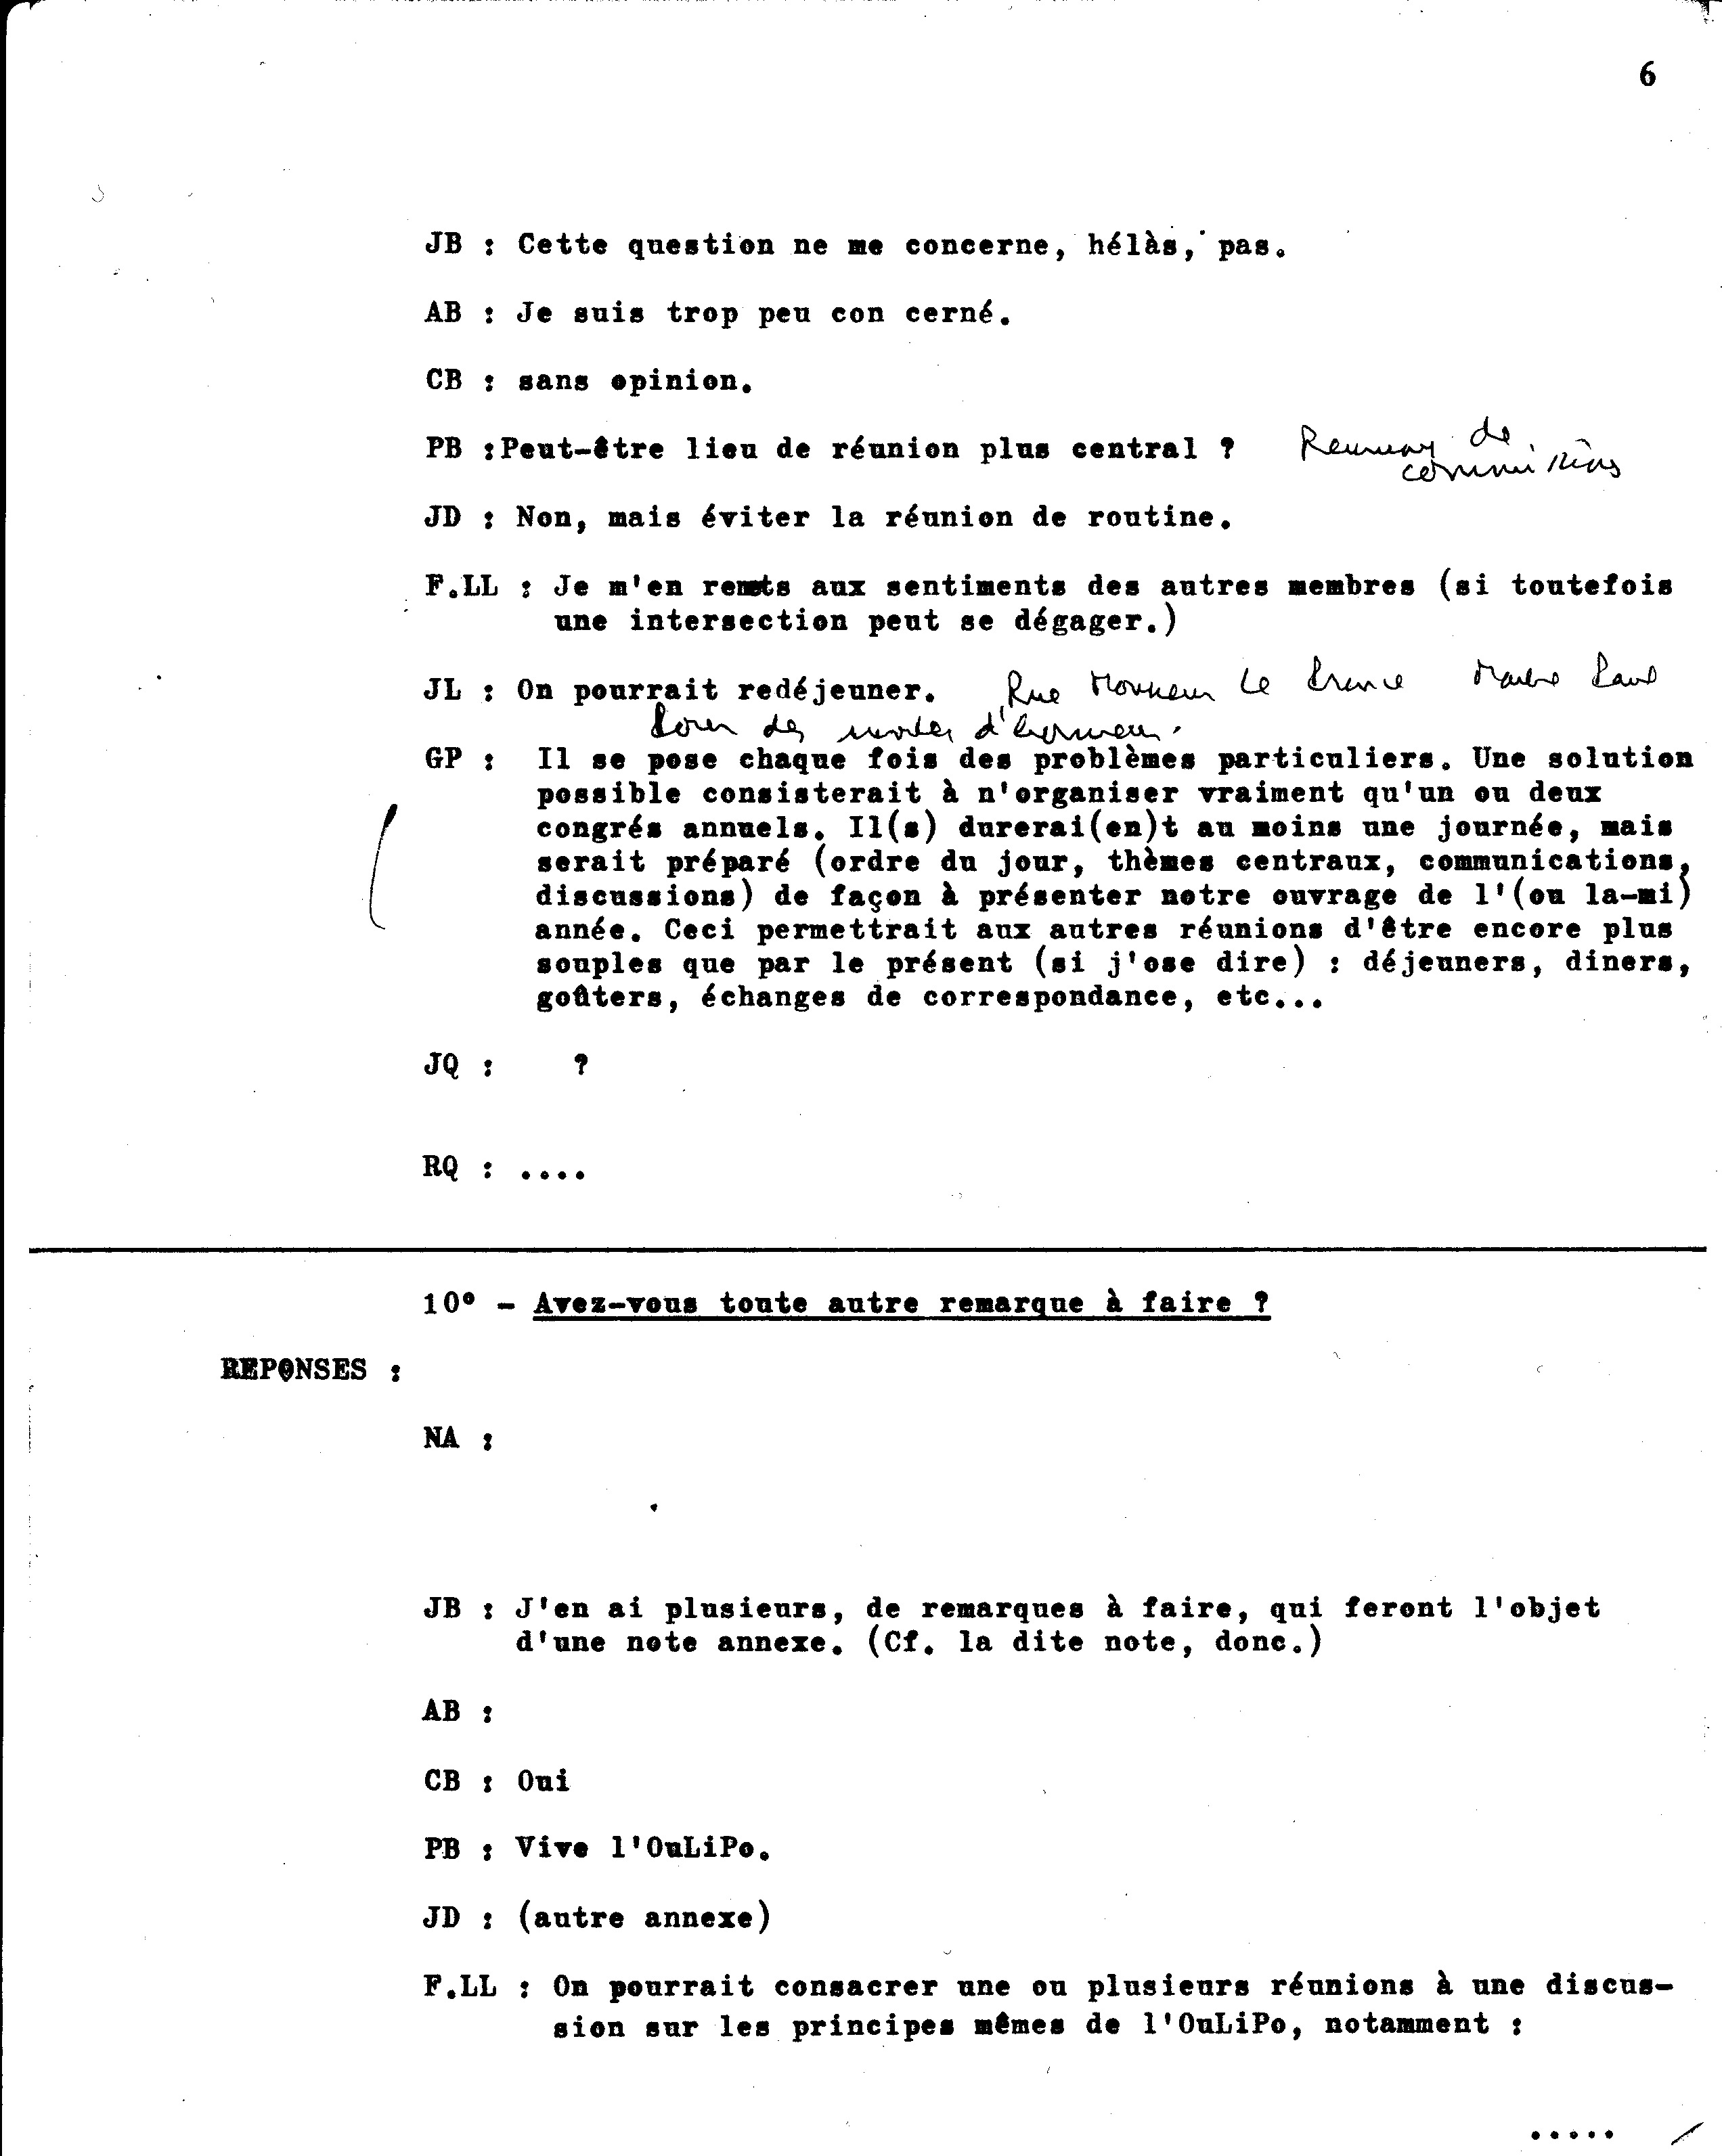 6
JB : Cette question ne me concerne, hélàs, pas.
AB : Je suis trop peu con cerné.
CB : sans opinion.
PB :Peut-être lieu de réunion plus central ? de
commissions
JD : Non, mais éviter la réunion de routine.
F.LL : Je m'en remets aux sentiments des autres membres (si toutefois
une intersection peut se dégager.)
JL : On pourrait redéjeuner. Rue Monsieur Le Prince
d'honneur.
GP : Il se pose chaque fois des problèmes particuliers. Une solution
possible consisterait à n'organiser vraiment qu'un ou deux
congrés annuels. Il(s) durerai(en)t au moins une journée, mais
serait préparé (ordre du jour, thèmes centraux, communications,
discussions) de façon à présenter notre ouvrage de l'(ou la-mi)
année. Ceci permettrait aux autres réunions d'être encore plus
souples que par le présent (si j'ose dire) : déjeuners, diners,
goûters, échanges de correspondance, etc...
JQ : ?
RQ : ....
10° - Avez-vous toute autre remarque à faire ?
REPONSES :
NA :
JB : J'en ai plusieurs, de remarques à faire, qui feront l'objet
d'une note annexe. (Cf. la dite note, donc.)
AB :
CB : Oui
PB : Vive l'OuLiPo.
JD : (autre annexe)
F.LL : On pourrait consacrer une ou plusieurs réunions à une discus-
sion sur les principes mêmes de l'OuLiPo, notamment :
..... /